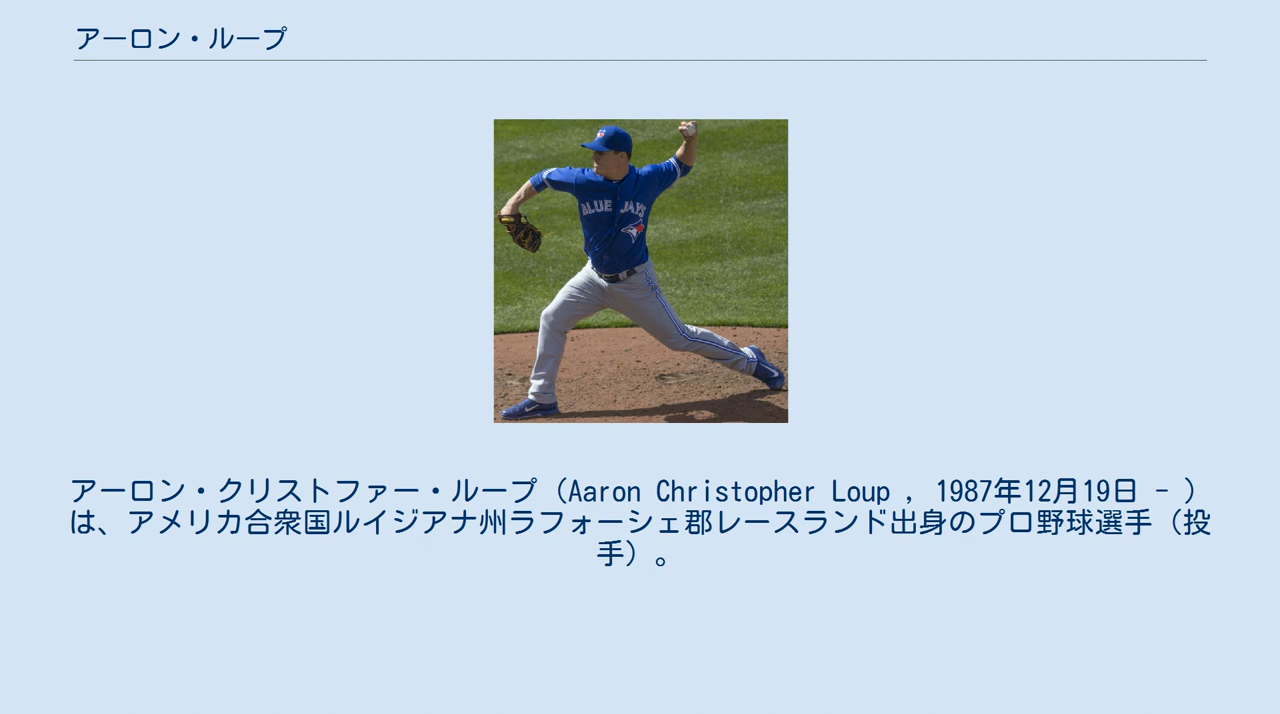 アーロン・ループ
BLUE JAYS
アーロン・クリストファー・ループ（Aaron Christopher Loup , 1987年12月19日 - ）
は、アメリカ合衆国ルイジアナ州ラフォーシェ郡レースランド出身のプロ野球選手（投
手）。